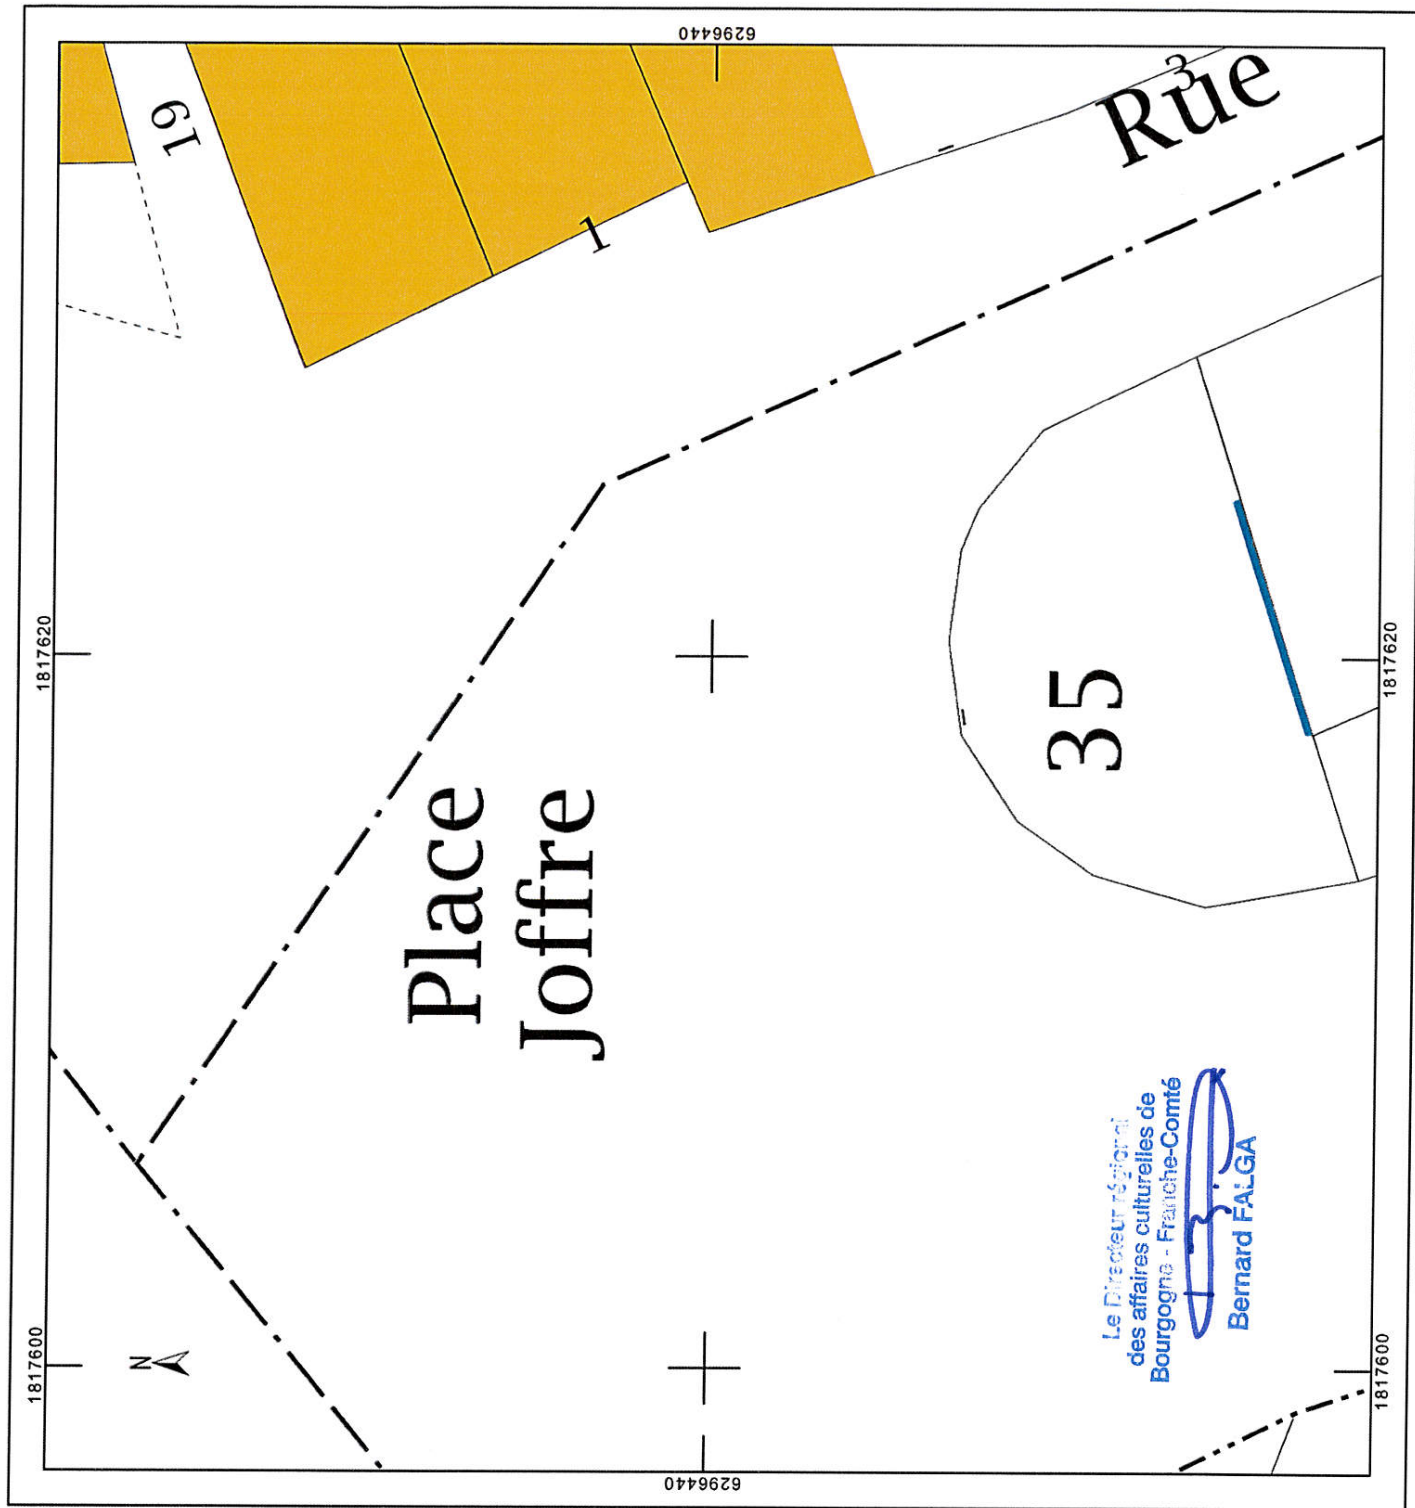 6296440
19
1
3
Rue
1817620
1817620
35
Place
Joffre
Le Directeur régional
des affaires culturelles de
Bourgogne - Franche-Comté
Bernard FALGA
N
1817600
1817600
6296440